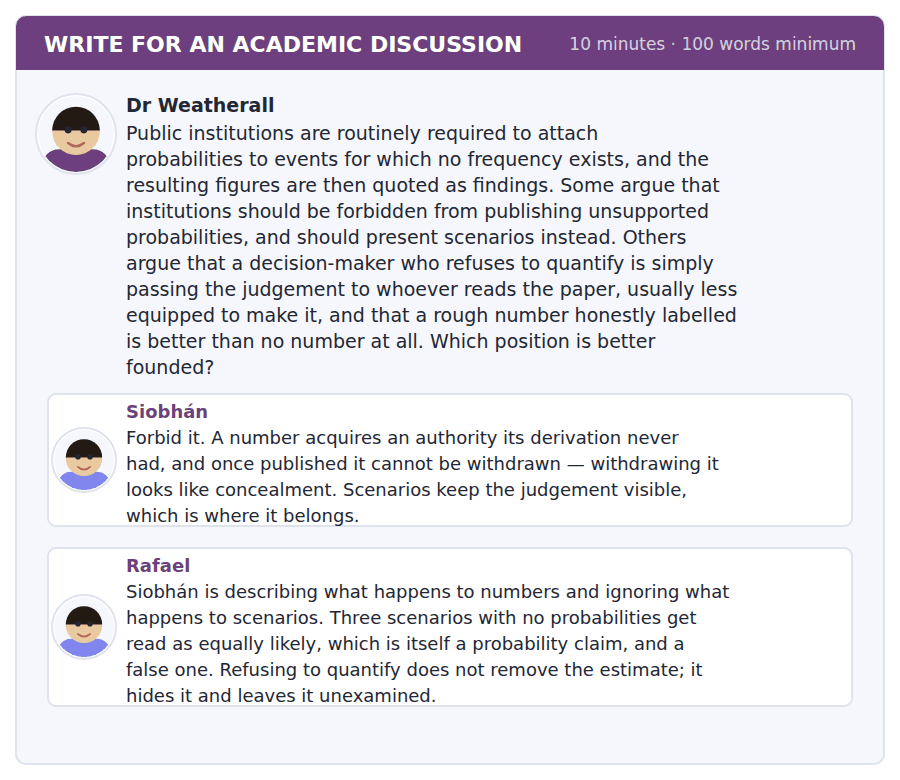 WRITE FOR AN ACADEMIC DISCUSSION
10 minutes · 100 words minimum
Dr Weatherall
Public institutions are routinely required to attach
probabilities to events for which no frequency exists, and the
resulting figures are then quoted as findings. Some argue that
institutions should be forbidden from publishing unsupported
probabilities, and should present scenarios instead. Others
argue that a decision-maker who refuses to quantify is simply
passing the judgement to whoever reads the paper, usually less
equipped to make it, and that a rough number honestly labelled
is better than no number at all. Which position is better
founded?
Siobhán
Forbid it. A number acquires an authority its derivation never
had, and once published it cannot be withdrawn — withdrawing it
looks like concealment. Scenarios keep the judgement visible,
which is where it belongs.
Rafael
Siobhán is describing what happens to numbers and ignoring what
happens to scenarios. Three scenarios with no probabilities get
read as equally likely, which is itself a probability claim, and a
false one. Refusing to quantify does not remove the estimate; it
hides it and leaves it unexamined.